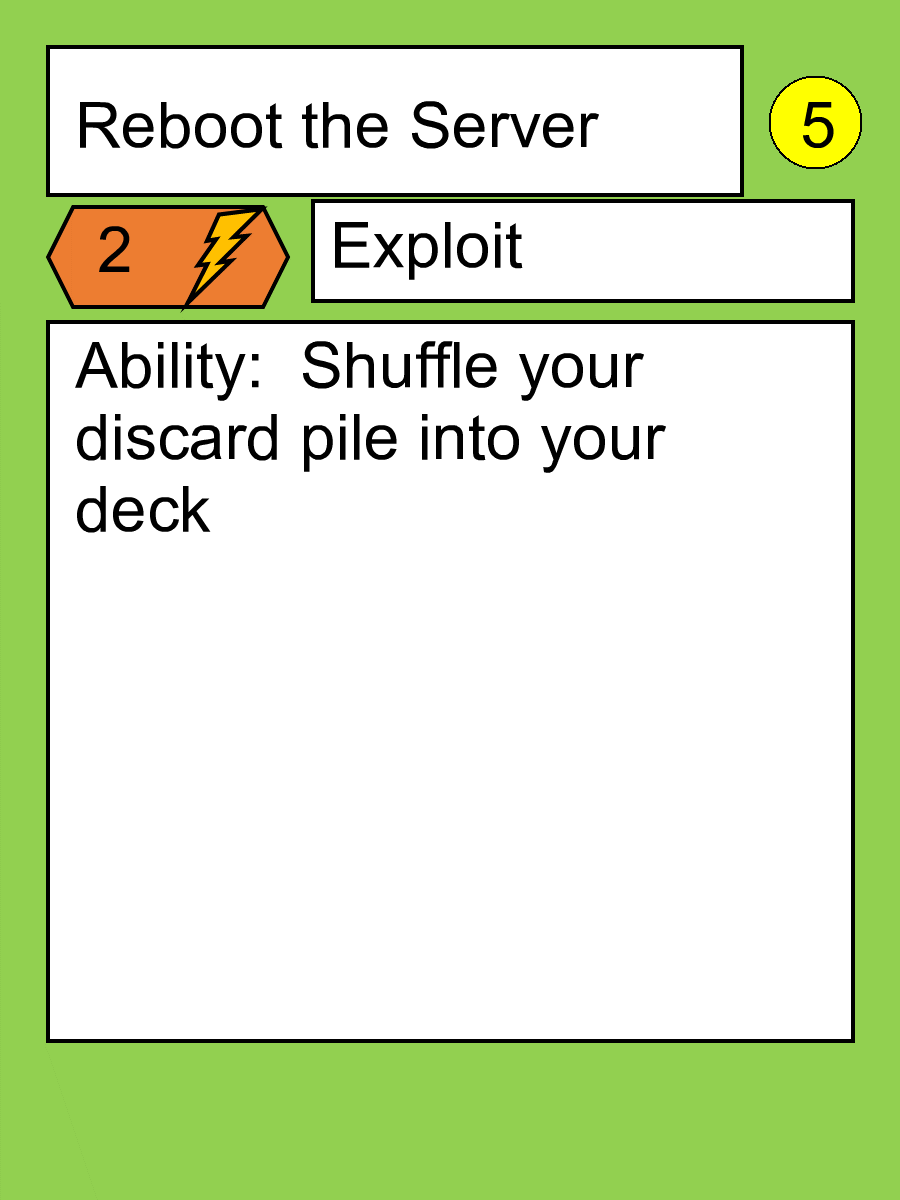 Reboot the Server
5
2
Exploit
Ability:  Shuffle your
discard pile into your
deck